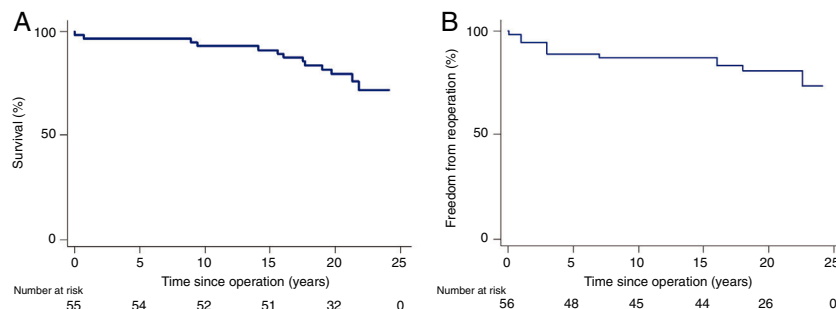 A
100
50
0
Survival (%)
0 5 10 15 20 25
Time since operation (years)
Number at risk
55 54 52 51 32 0
B
100
50
0
Freedom from reoperation (%)
0 5 10 15 20 25
Time since operation (years)
Number at risk
56 48 45 44 26 0